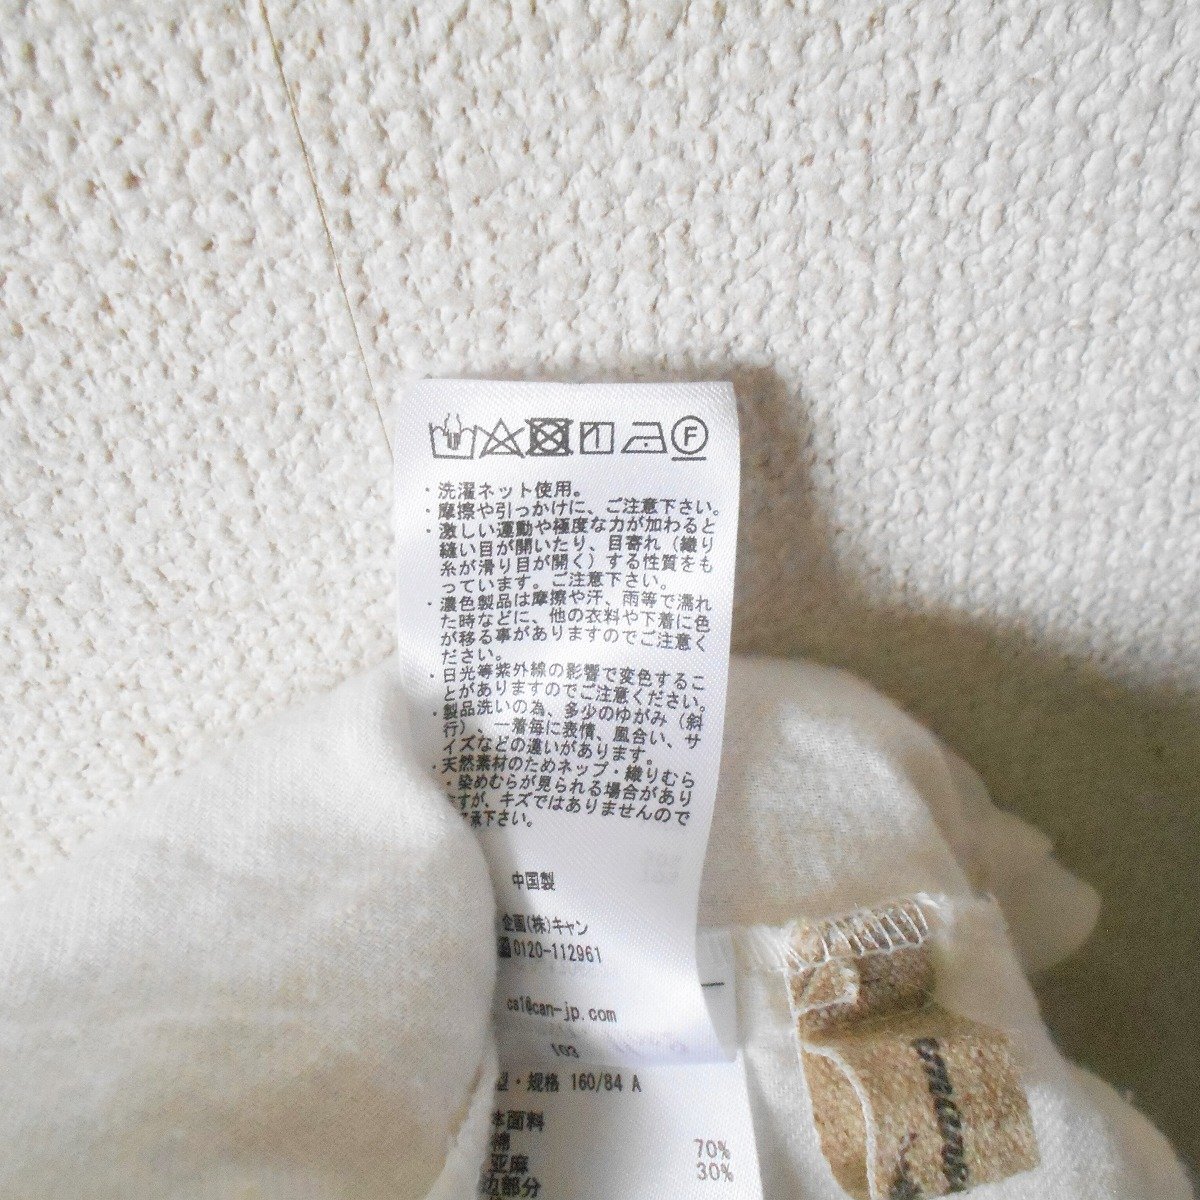 F
・洗濯ネット使用。
・摩擦や引っかけに、ご注意下さい。
・激しい運動や極度な力が加わると
縫い目が開いたり、目寄れ（織り
糸が滑り目が開く）する性質をも
っています。ご注意下さい。
・濃色製品は摩擦や汗、雨等で濡れ
た時などに、他の衣料や下着に色
が移る事がありますのでご注意く
ださい。
・日光等紫外線の影響で変色するこ
とがありますのでご注意ください。
・製品洗いの為、多少のゆがみ（斜
行）、一着毎に表情、風合い、サ
イズなどの違いがあります。
・天然素材のためネップ・織りむら
・染めむらが見られる場合があり
ますが、キズではありませんので
承下さい。
中国製
企画(株)キャン
0120-112961
cal@can-jp.com
103
型・规格 160/84 A
体面料
棉 70%
亚麻 30%
边部分